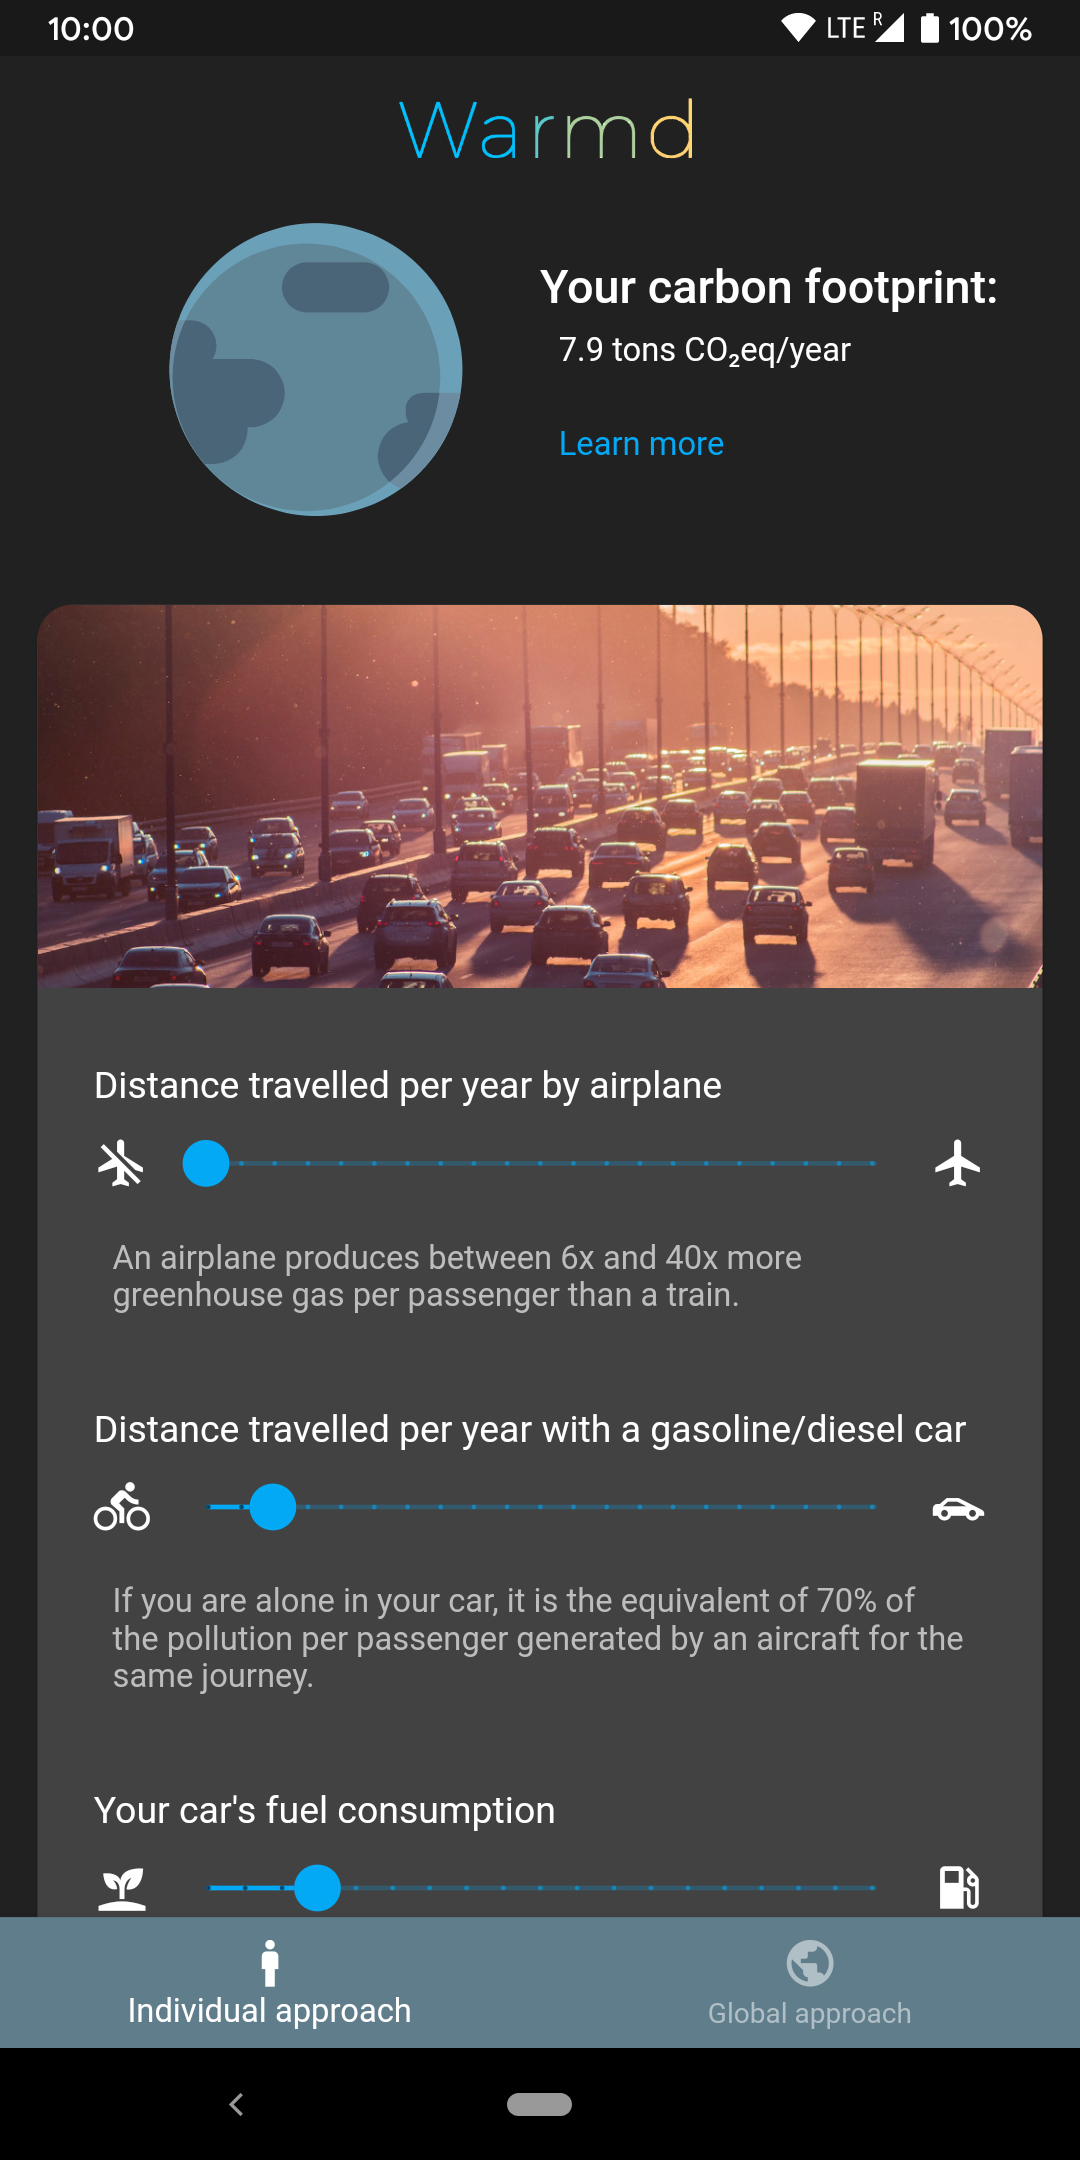 10:00
LTE R 100%
Warmd
Your carbon footprint:
7.9 tons CO₂eq/year
Learn more
Distance travelled per year by airplane
An airplane produces between 6x and 40x more
greenhouse gas per passenger than a train.
Distance travelled per year with a gasoline/diesel car
If you are alone in your car, it is the equivalent of 70% of
the pollution per passenger generated by an aircraft for the
same journey.
Your car's fuel consumption
Individual approach
Global approach